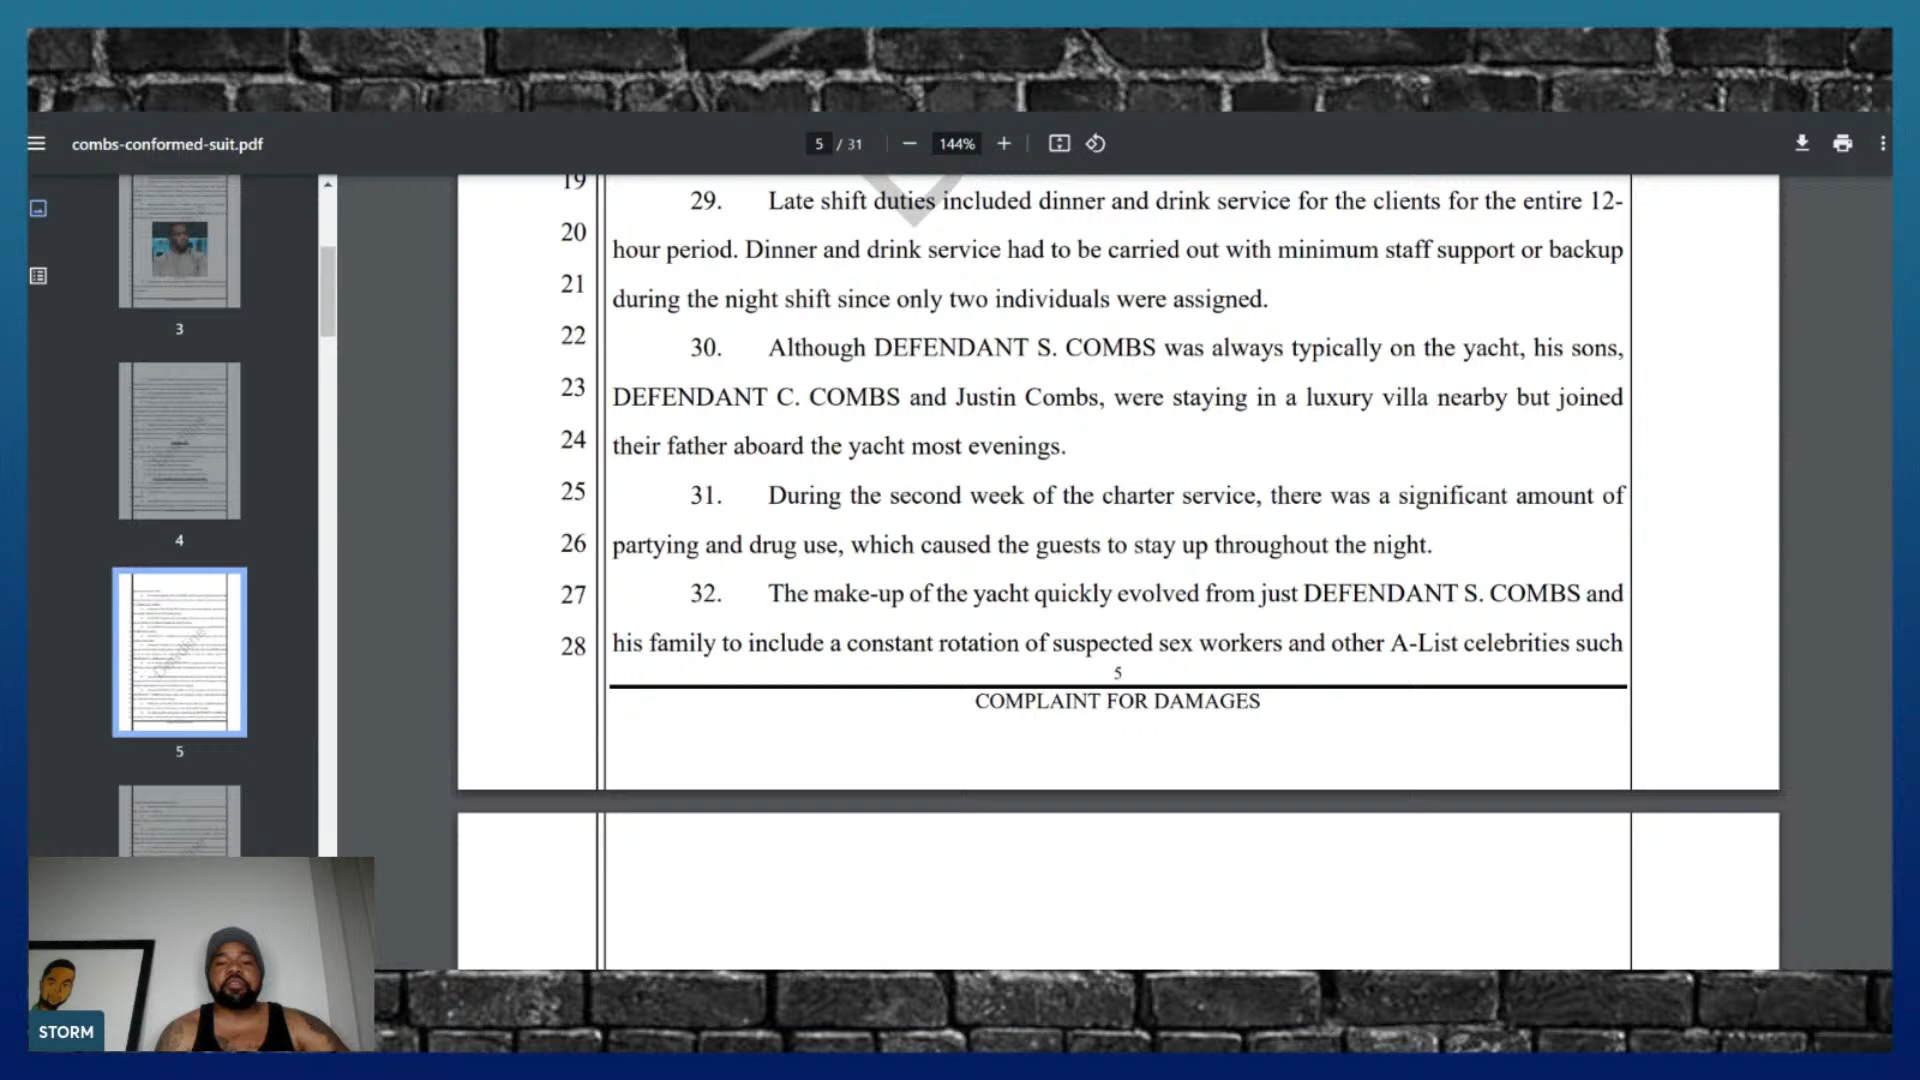 combs-conformed-suit.pdf
5 / 31
144%
3
4
5
19
29. Late shift duties included dinner and drink service for the clients for the entire 12-
20
hour period. Dinner and drink service had to be carried out with minimum staff support or backup
21
during the night shift since only two individuals were assigned.
22
30. Although DEFENDANT S. COMBS was always typically on the yacht, his sons,
23
DEFENDANT C. COMBS and Justin Combs, were staying in a luxury villa nearby but joined
24
their father aboard the yacht most evenings.
25
31. During the second week of the charter service, there was a significant amount of
26
partying and drug use, which caused the guests to stay up throughout the night.
27
32. The make-up of the yacht quickly evolved from just DEFENDANT S. COMBS and
28
his family to include a constant rotation of suspected sex workers and other A-List celebrities such
5
COMPLAINT FOR DAMAGES
STORM